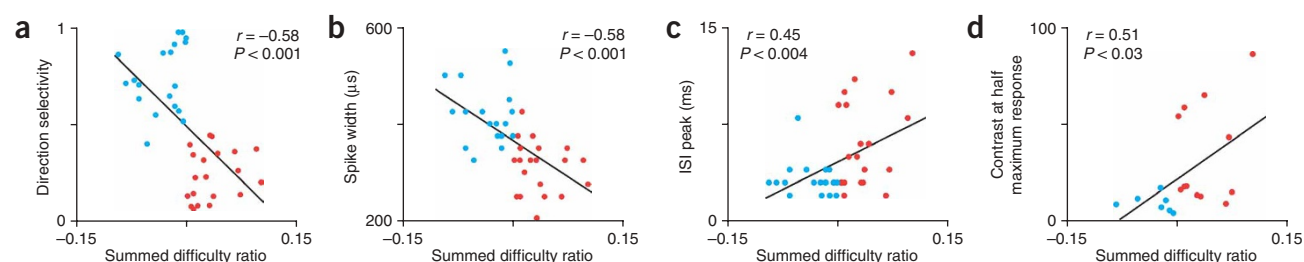 a
1
r = –0.58
P < 0.001
Direction selectivity
0
–0.15
0.15
Summed difficulty ratio
b
600
r = –0.58
P < 0.001
Spike width (μs)
200
–0.15
0.15
Summed difficulty ratio
c
15
r = 0.45
P < 0.004
ISI peak (ms)
0
–0.15
0.15
Summed difficulty ratio
d
100
r = 0.51
P < 0.03
Contrast at half
maximum response
0
–0.15
0.15
Summed difficulty ratio